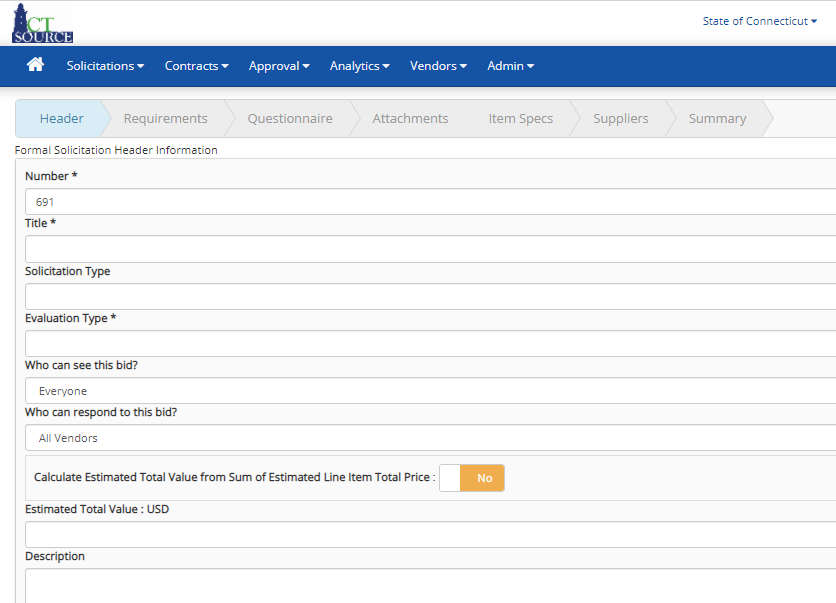 CT
SOURCE
State of Connecticut
Solicitations Contracts Approval Analytics Vendors Admin
Header Requirements Questionnaire Attachments Item Specs Suppliers Summary
Formal Solicitation Header Information
Number *
691
Title *
Solicitation Type
Evaluation Type *
Who can see this bid?
Everyone
Who can respond to this bid?
All Vendors
Calculate Estimated Total Value from Sum of Estimated Line Item Total Price : No
Estimated Total Value : USD
Description